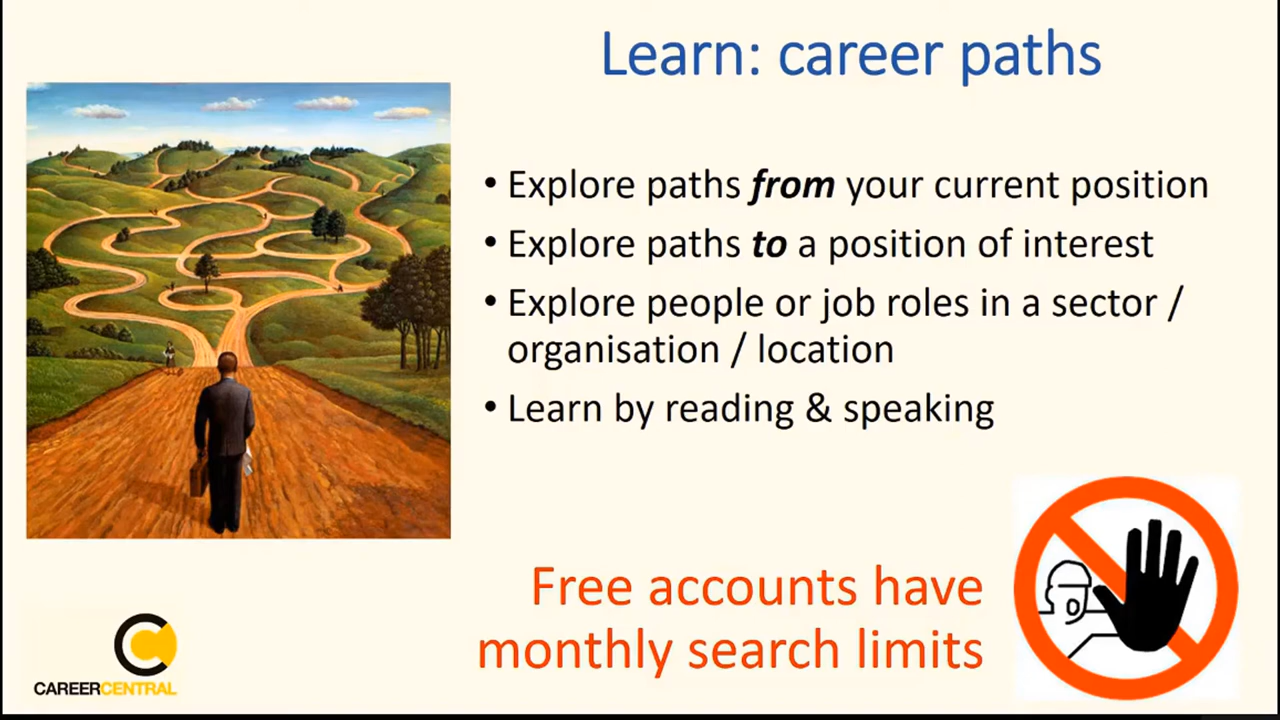 Learn: career paths
• Explore paths from your current position
• Explore paths to a position of interest
• Explore people or job roles in a sector /
organisation / location
• Learn by reading & speaking
Free accounts have
monthly search limits
CAREERCENTRAL